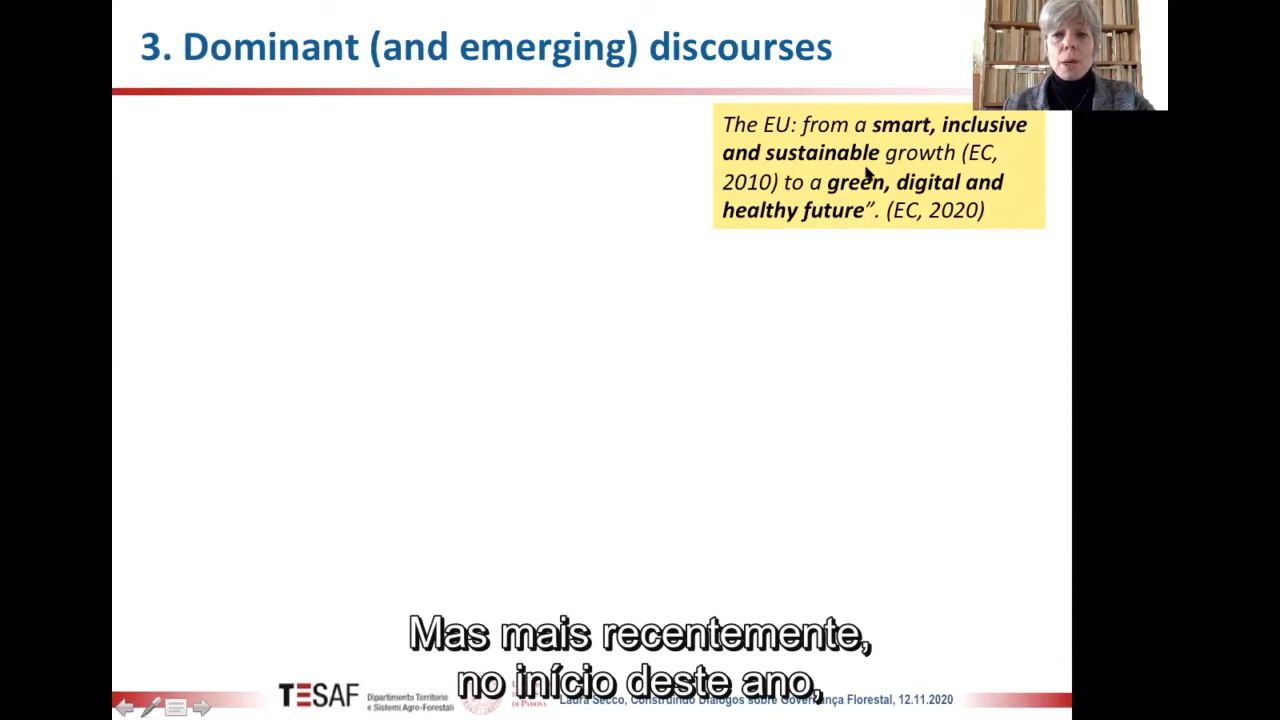 3. Dominant (and emerging) discourses
The EU: from a smart, inclusive
and sustainable growth (EC,
2010) to a green, digital and
healthy future”. (EC, 2020)
Mas mais recentemente,
no início deste ano,
TESAF
Dipartimento Territorio
e Sistemi Agro-Forestali
DI PADOVA
Laura Secco, Construindo Diálogos sobre Governança Florestal, 12.11.2020